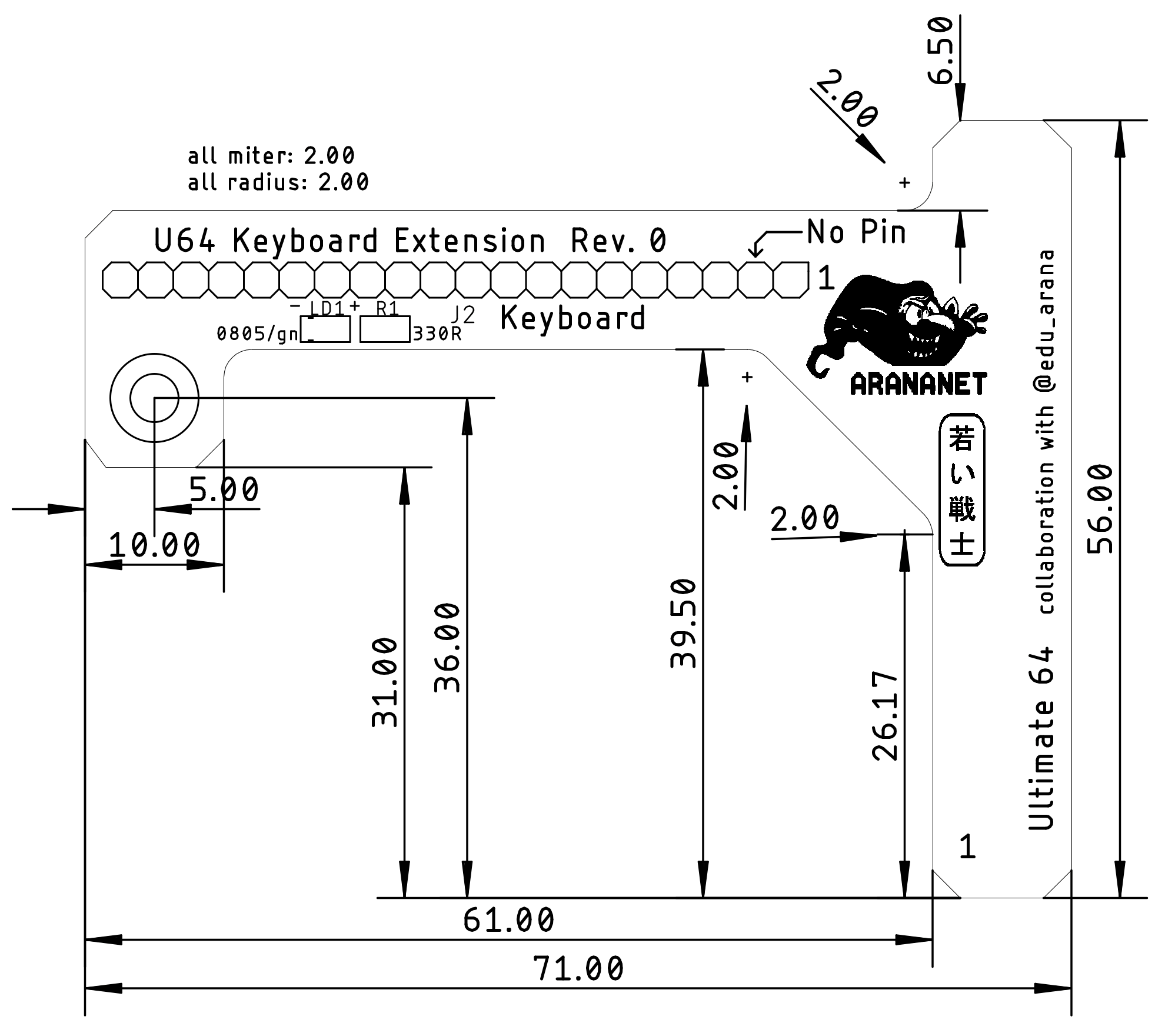 6.50
2.00
all miter: 2.00
all radius: 2.00
U64 Keyboard Extension Rev. 0
No Pin
1
- LD1 + R1
J2
Keyboard
0805/gn
330R
ARANANET
若い戦士
collaboration with @edu_arana
Ultimate 64
1
5.00
10.00
2.00
2.00
31.00
36.00
39.50
26.17
56.00
61.00
71.00